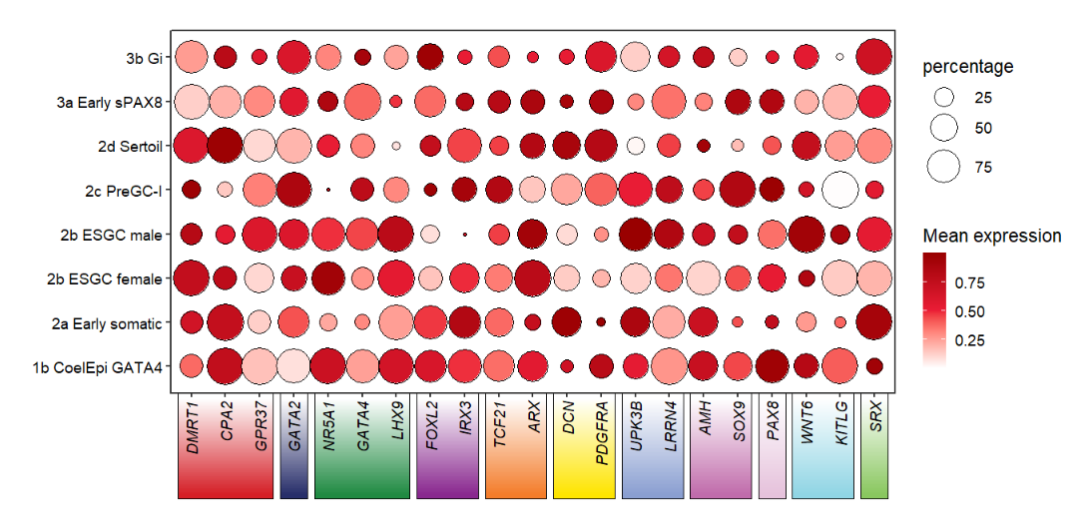 3b Gi
3a Early sPAX8
2d Sertoil
2c PreGC-I
2b ESGC male
2b ESGC female
2a Early somatic
1b CoelEpi GATA4
DMRT1
CPA2
GPR37
GATA2
NR5A1
GATA4
LHX9
FOXL2
IRX3
TCF21
ARX
DCN
PDGFRA
UPK3B
LRRN4
AMH
SOX9
PAX8
WNT6
KITLG
SRX
percentage
25
50
75
Mean expression
0.75
0.50
0.25